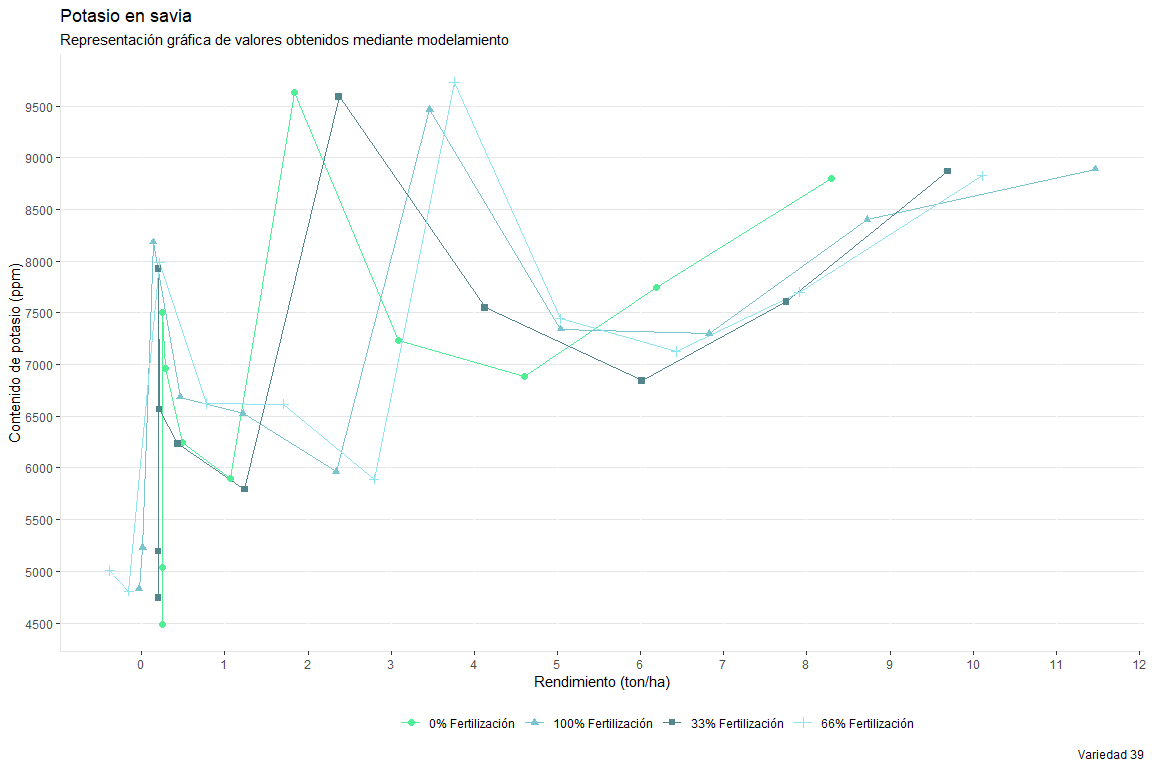 Potasio en savia
Representación gráfica de valores obtenidos mediante modelamiento
Contenido de potasio (ppm)
9500
9000
8500
8000
7500
7000
6500
6000
5500
5000
4500
0 1 2 3 4 5 6 7 8 9 10 11 12
Rendimiento (ton/ha)
0% Fertilización 100% Fertilización 33% Fertilización 66% Fertilización
Variedad 39